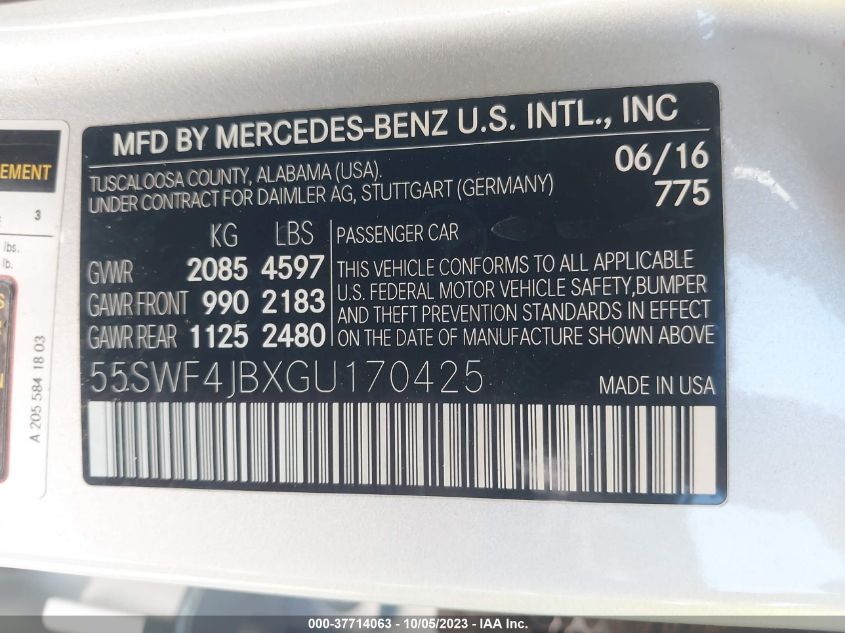 MFD BY MERCEDES-BENZ U.S. INTL., INC
TUSCALOOSA COUNTY, ALABAMA (USA).
UNDER CONTRACT FOR DAIMLER AG, STUTTGART (GERMANY)
06/16
775
KG LBS
GVWR 2085 4597
GAWR FRONT 990 2183
GAWR REAR 1125 2480
PASSENGER CAR
THIS VEHICLE CONFORMS TO ALL APPLICABLE
U.S. FEDERAL MOTOR VEHICLE SAFETY,BUMPER
AND THEFT PREVENTION STANDARDS IN EFFECT
ON THE DATE OF MANUFACTURE SHOWN ABOVE
55SWF4JBXGU170425
MADE IN USA
EMENT
3
lbs.
lb.
A 205 584 18 03
000-37714063 - 10/05/2023 - IAA Inc.